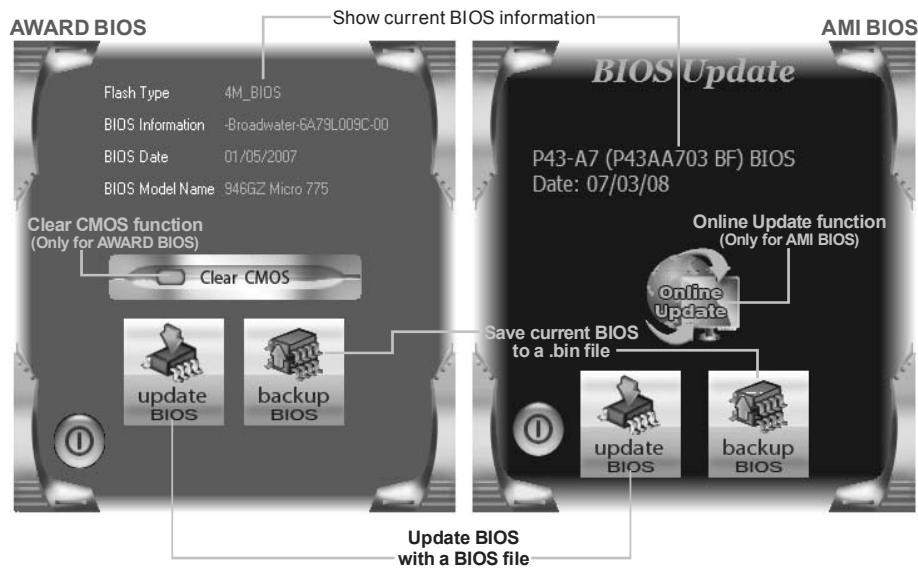 Show current BIOS information
AWARD BIOS
AMI BIOS
Flash Type 4M_BIOS
BIOS Information -Broadwater-6A79L009C-00
BIOS Date 01/05/2007
BIOS Model Name 946GZ Micro 775
Clear CMOS function
(Only for AWARD BIOS)
Clear CMOS
update
BIOS
backup
BIOS
BIOS Update
P43-A7 (P43AA703 BF) BIOS
Date: 07/03/08
Online Update function
(Only for AMI BIOS)
Online
Update
Save current BIOS
to a .bin file
update
BIOS
backup
BIOS
Update BIOS
with a BIOS file